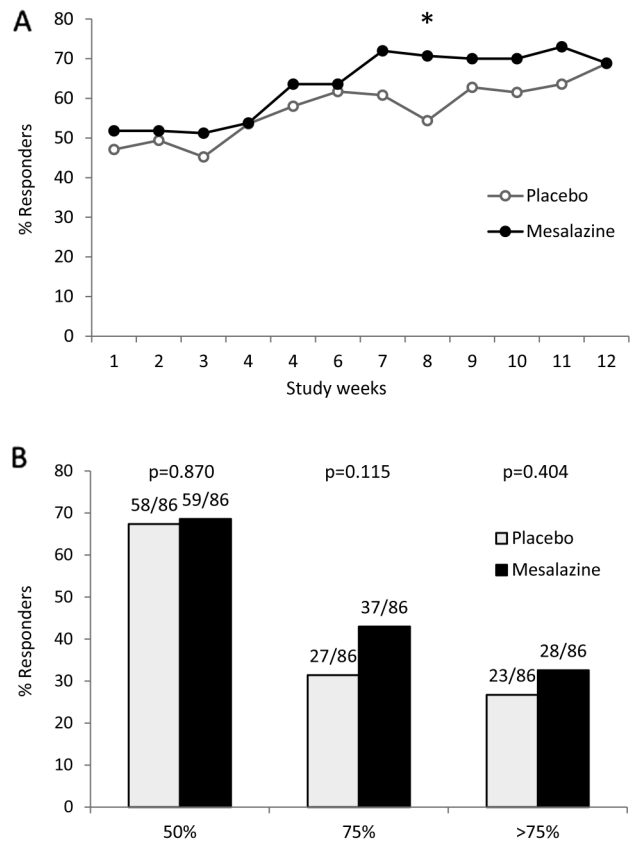 A
80
*
70
60
50
40
30
20
10
0
% Responders
Placebo
Mesalazine
1 2 3 4 4 6 7 8 9 10 11 12
Study weeks
B
80
70
60
50
40
30
20
10
0
% Responders
p=0.870 p=0.115 p=0.404
58/86 59/86
27/86 37/86
23/86 28/86
Placebo
Mesalazine
50% 75% >75%